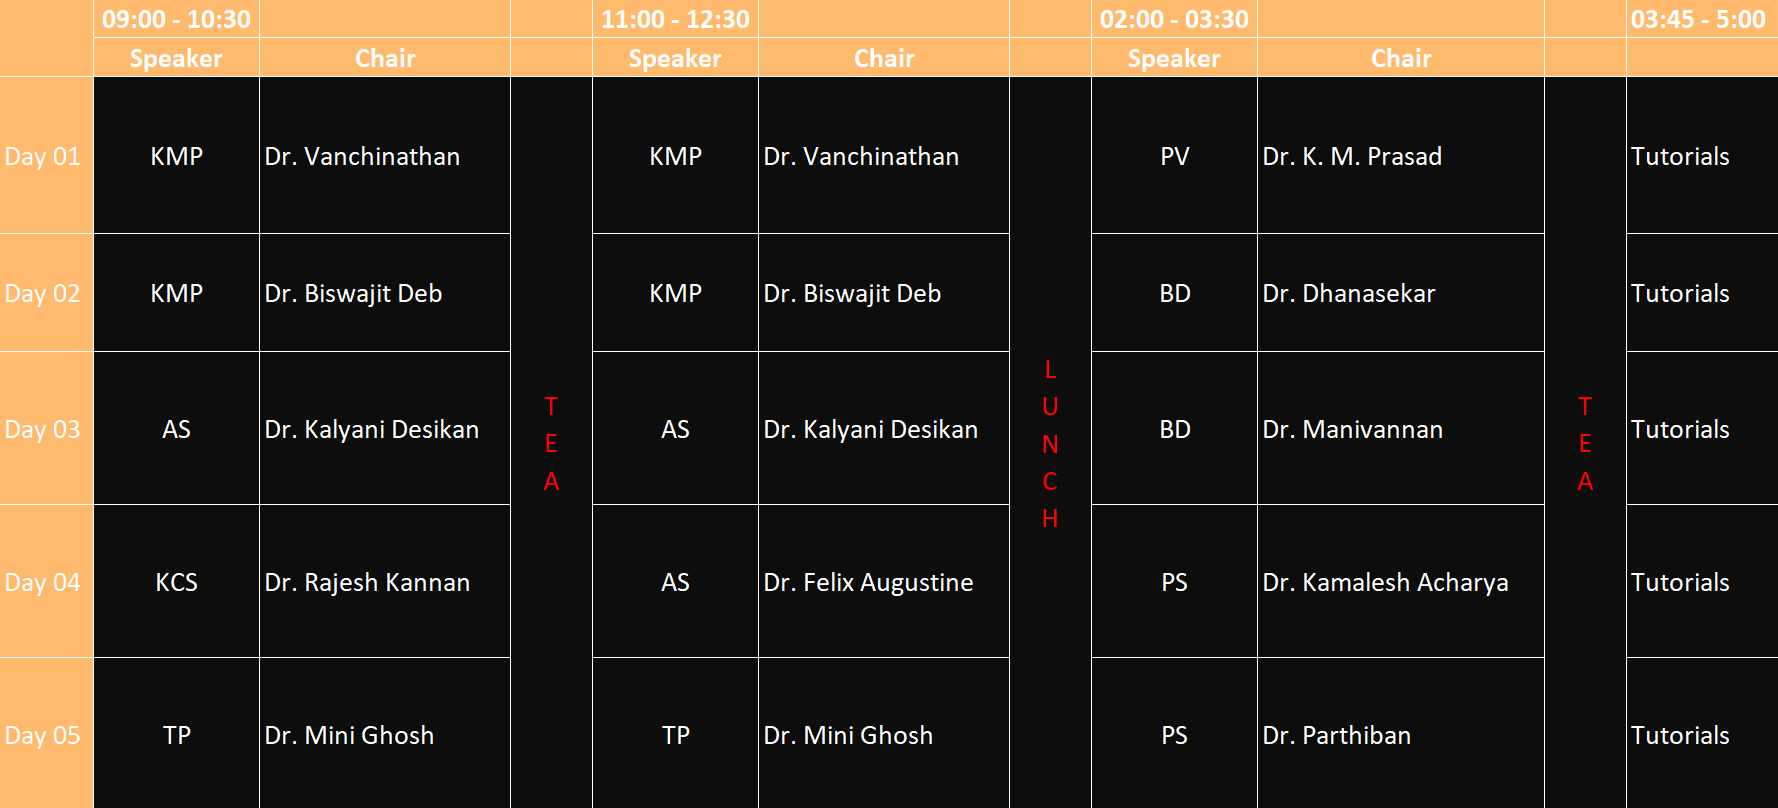 09:00 - 10:30 11:00 - 12:30 02:00 - 03:30 03:45 - 5:00
Speaker Chair Speaker Chair Speaker Chair
Day 01 KMP Dr. Vanchinathan KMP Dr. Vanchinathan PV Dr. K. M. Prasad Tutorials
Day 02 KMP Dr. Biswajit Deb KMP Dr. Biswajit Deb BD Dr. Dhanasekar Tutorials
Day 03 AS Dr. Kalyani Desikan AS Dr. Kalyani Desikan BD Dr. Manivannan Tutorials
Day 04 KCS Dr. Rajesh Kannan AS Dr. Felix Augustine PS Dr. Kamalesh Acharya Tutorials
Day 05 TP Dr. Mini Ghosh TP Dr. Mini Ghosh PS Dr. Parthiban Tutorials
T
E
A
L
U
N
C
H
T
E
A